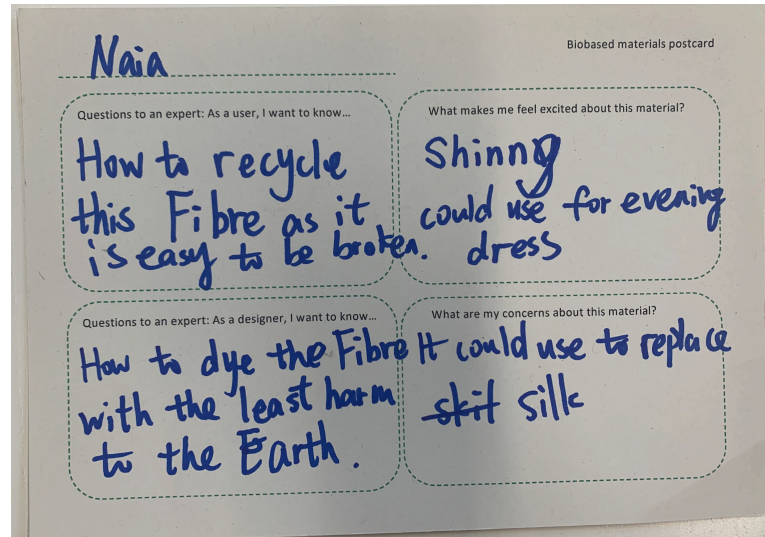 Naia
Biobased materials postcard
Questions to an expert: As a user, I want to know...
How to recycle
this Fibre as it
is easy to be broken.
What makes me feel excited about this material?
Shinny
could use for evening
dress
Questions to an expert: As a designer, I want to know...
How to dye the Fibre
with the least harm
to the Earth.
What are my concerns about this material?
It could use to replace
skit silk